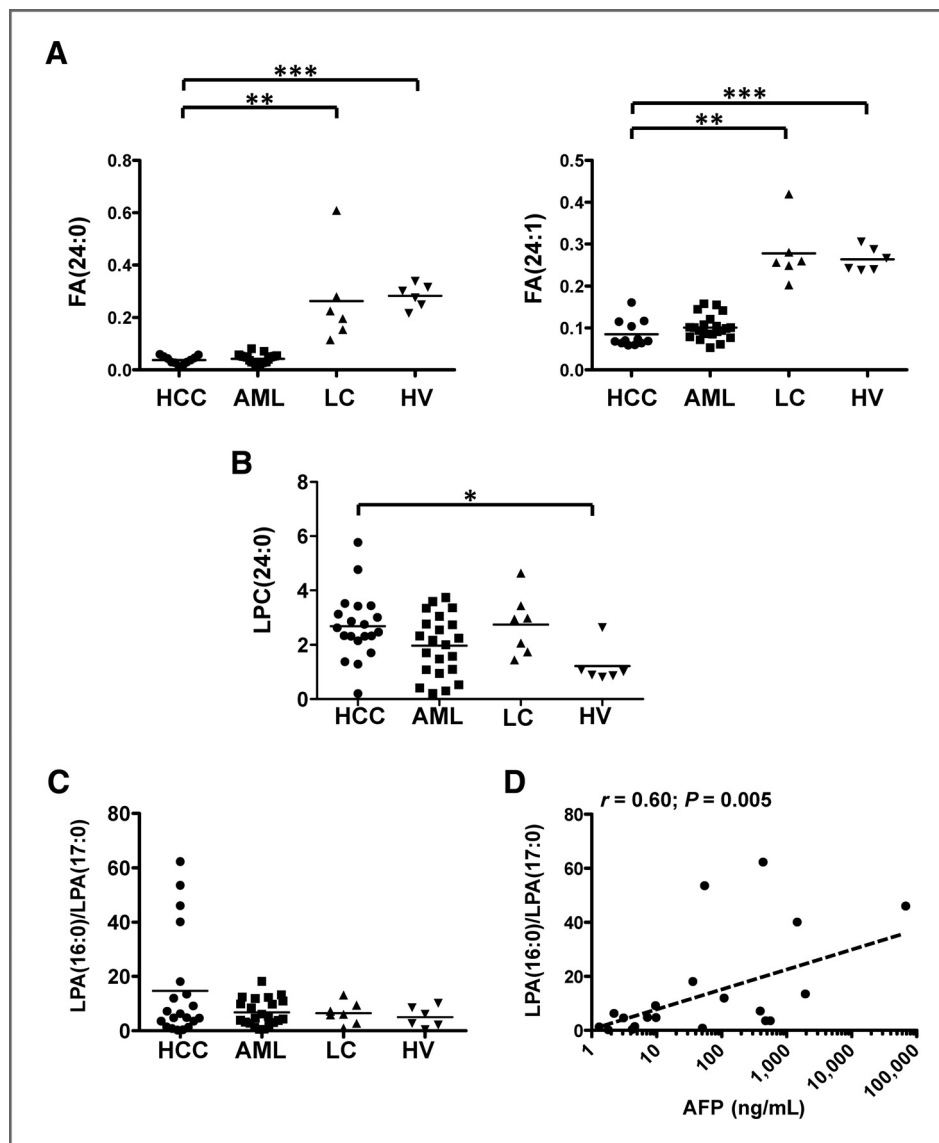 A
***
**
0.8
0.6
0.4
0.2
0.0
FA(24:0)
HCC AML LC HV
***
**
0.5
0.4
0.3
0.2
0.1
0.0
FA(24:1)
HCC AML LC HV
B
*
8
6
4
2
0
LPC(24:0)
HCC AML LC HV
C
80
60
40
20
0
LPA(16:0)/LPA(17:0)
HCC AML LC HV
D
r = 0.60; P = 0.005
80
60
40
20
0
LPA(16:0)/LPA(17:0)
1 10 100 1,000 10,000 100,000
AFP (ng/mL)